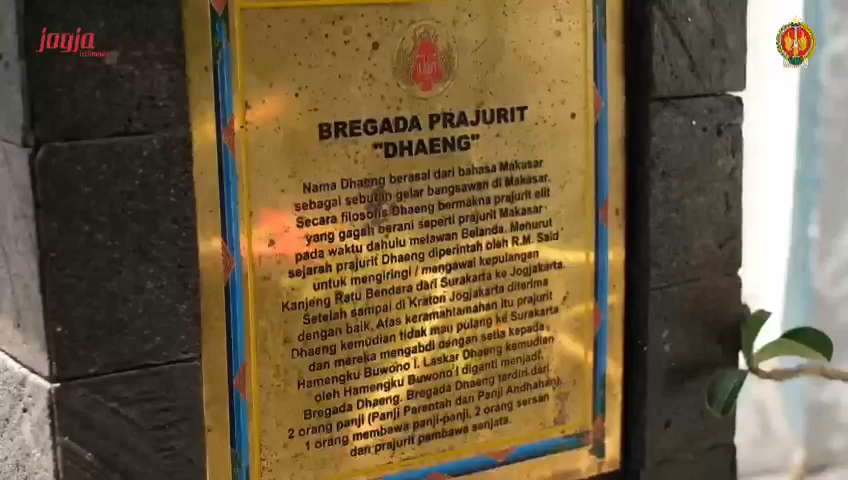 jogja
istimewa
BREGADA PRAJURIT
"DHAENG"
Nama Dhaeng berasal dari bahasa Makasar
sebagai sebutan gelar bangsawan di Makasar.
Secara filosofis Dhaeng bermakna prajurit elit
yang gagah berani seperti prajurit Makasar
pada waktu dahulu melawan Belanda. Menurut
sejarah prajurit Dhaeng diperintah oleh R.M. Said
untuk mengiringi / mengawal kepulangan
Kanjeng Ratu Bendara dari Surakarta ke Jogjakarta
Setelah sampai di Kraton Jogjakarta diterima
dengan baik, Atas keramahtamahan itu prajurit
Dhaeng kemudian tidak mau pulang ke Surakarta
dan mereka mengabdi dengan setia kepada
Hamengku Buwono I. Laskar Dhaeng kemudian
oleh Hamengku Buwono I diganti menjadi
Bregada Dhaeng. Bregada Dhaeng terdiri dari
2 orang panji (Panji Parentah dan Panji Andhahan),
1 orang membawa panji-panji, 2 orang sersan
dan prajurit pembawa senjata.